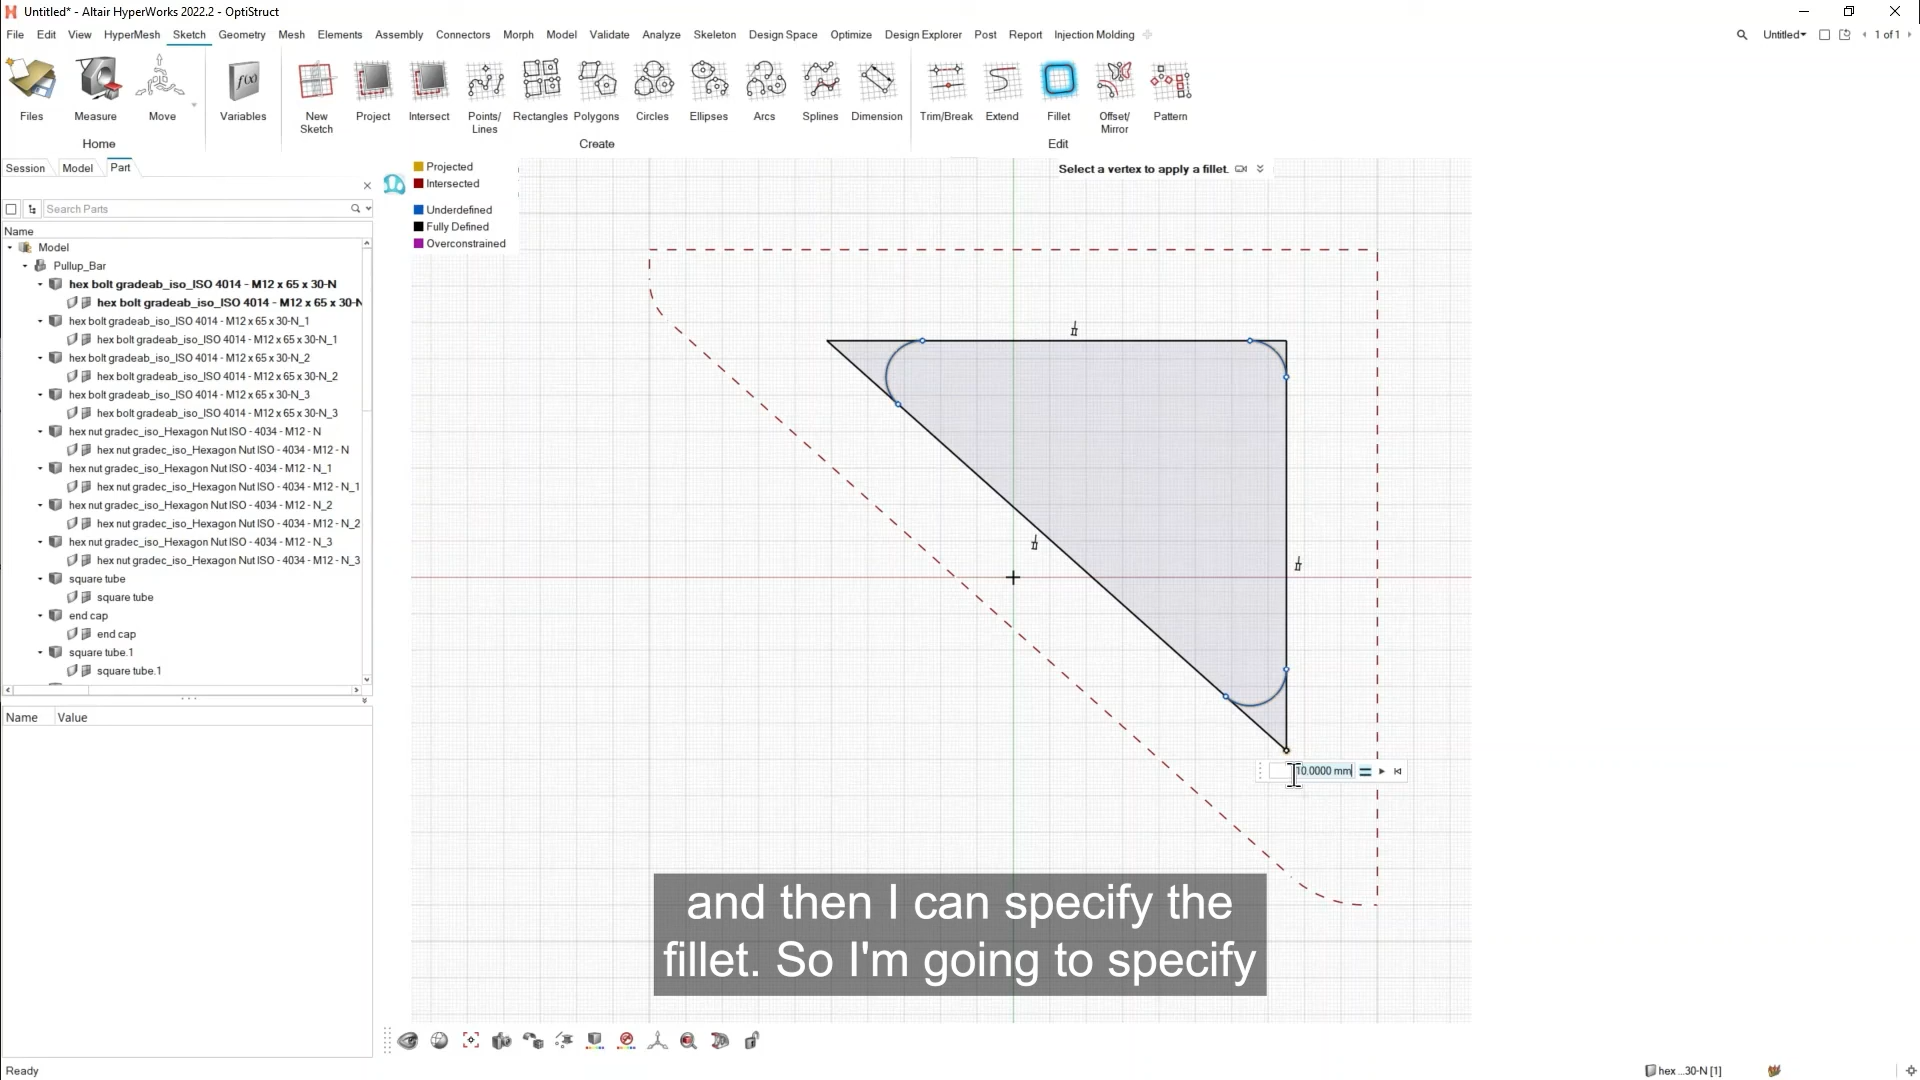 Untitled* - Altair HyperWorks 2022.2 - OptiStruct
File Edit View HyperMesh Sketch Geometry Mesh Elements Assembly Connectors Morph Model Validate Analyze Skeleton Design Space Optimize Design Explorer Post Report Injection Molding
Untitled 1 of 1
Files Measure Move Variables New Sketch Project Intersect Points/ Lines Rectangles Polygons Circles Ellipses Arcs Splines Dimension Trim/Break Extend Fillet Offset/ Mirror Pattern
Home Create Edit
Session Model Part
Projected
Intersected
Underdefined
Fully Defined
Overconstrained
Select a vertex to apply a fillet.
Search Parts
Name
Model
Pullup_Bar
hex bolt gradeab_iso_ISO 4014 - M12 x 65 x 30-N
hex bolt gradeab_iso_ISO 4014 - M12 x 65 x 30-N
hex bolt gradeab_iso_ISO 4014 - M12 x 65 x 30-N_1
hex bolt gradeab_iso_ISO 4014 - M12 x 65 x 30-N_1
hex bolt gradeab_iso_ISO 4014 - M12 x 65 x 30-N_2
hex bolt gradeab_iso_ISO 4014 - M12 x 65 x 30-N_2
hex bolt gradeab_iso_ISO 4014 - M12 x 65 x 30-N_3
hex bolt gradeab_iso_ISO 4014 - M12 x 65 x 30-N_3
hex nut gradec_iso_Hexagon Nut ISO - 4034 - M12 - N
hex nut gradec_iso_Hexagon Nut ISO - 4034 - M12 - N
hex nut gradec_iso_Hexagon Nut ISO - 4034 - M12 - N_1
hex nut gradec_iso_Hexagon Nut ISO - 4034 - M12 - N_1
hex nut gradec_iso_Hexagon Nut ISO - 4034 - M12 - N_2
hex nut gradec_iso_Hexagon Nut ISO - 4034 - M12 - N_2
hex nut gradec_iso_Hexagon Nut ISO - 4034 - M12 - N_3
hex nut gradec_iso_Hexagon Nut ISO - 4034 - M12 - N_3
square tube
square tube
end cap
end cap
square tube.1
square tube.1
Name Value
10.0000 mm
and then I can specify the
fillet. So I'm going to specify
Ready
hex ...30-N [1]